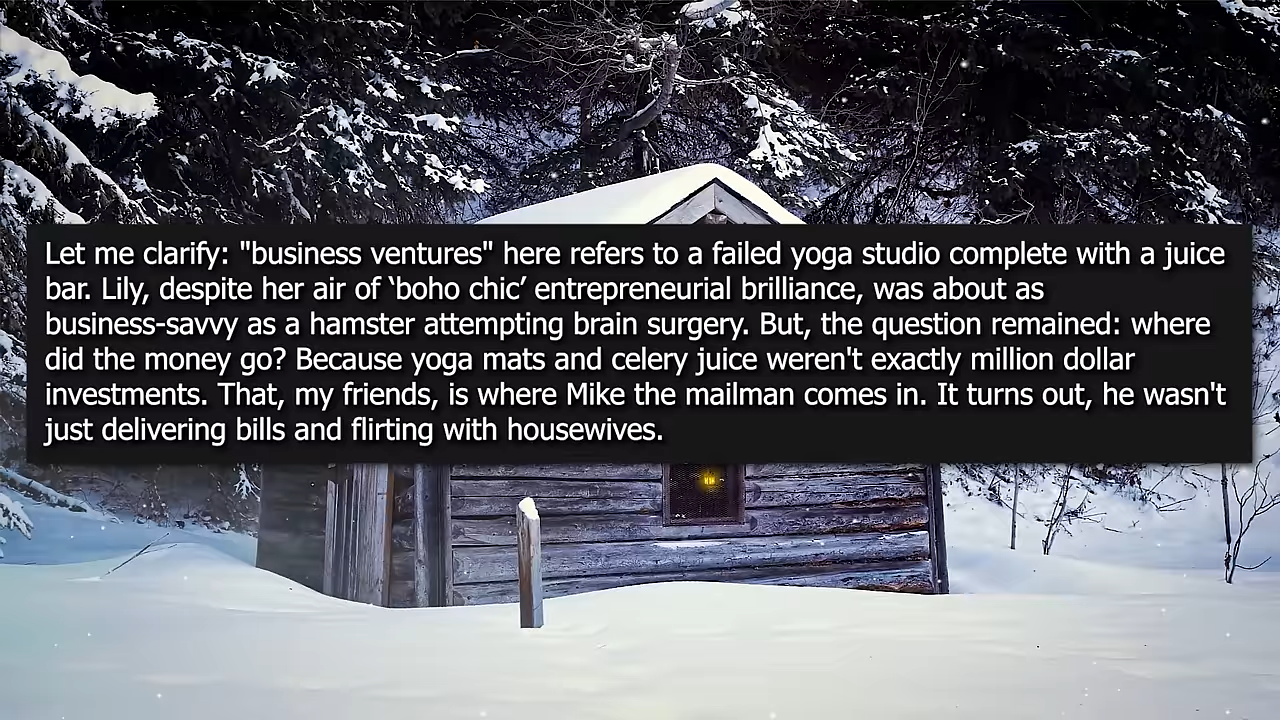 Let me clarify: "business ventures" here refers to a failed yoga studio complete with a juice
bar. Lily, despite her air of ‘boho chic’ entrepreneurial brilliance, was about as
business-savvy as a hamster attempting brain surgery. But, the question remained: where
did the money go? Because yoga mats and celery juice weren't exactly million dollar
investments. That, my friends, is where Mike the mailman comes in. It turns out, he wasn't
just delivering bills and flirting with housewives.